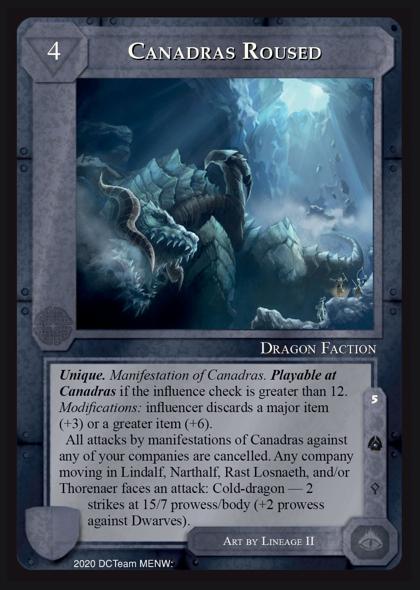 4
Canadras Roused
Dragon Faction
Unique. Manifestation of Canadras. Playable at
Canadras if the influence check is greater than 12.
Modifications: influencer discards a major item
(+3) or a greater item (+6).
All attacks by manifestations of Canadras against
any of your companies are cancelled. Any company
moving in Lindalf, Narthalf, Rast Losnaeth, and/or
Thorenaer faces an attack: Cold-dragon — 2
strikes at 15/7 prowess/body (+2 prowess
against Dwarves).
5
Art by Lineage II
2020 DCTeam MENW: